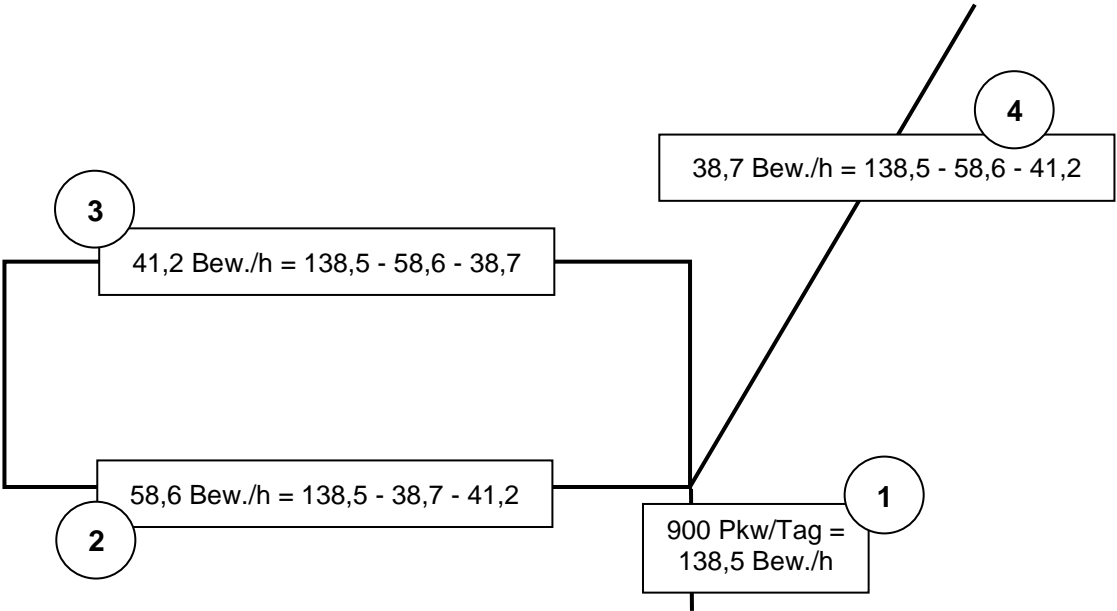 4
38,7 Bew./h = 138,5 - 58,6 - 41,2
3
41,2 Bew./h = 138,5 - 58,6 - 38,7
58,6 Bew./h = 138,5 - 38,7 - 41,2
2
1
900 Pkw/Tag =
138,5 Bew./h